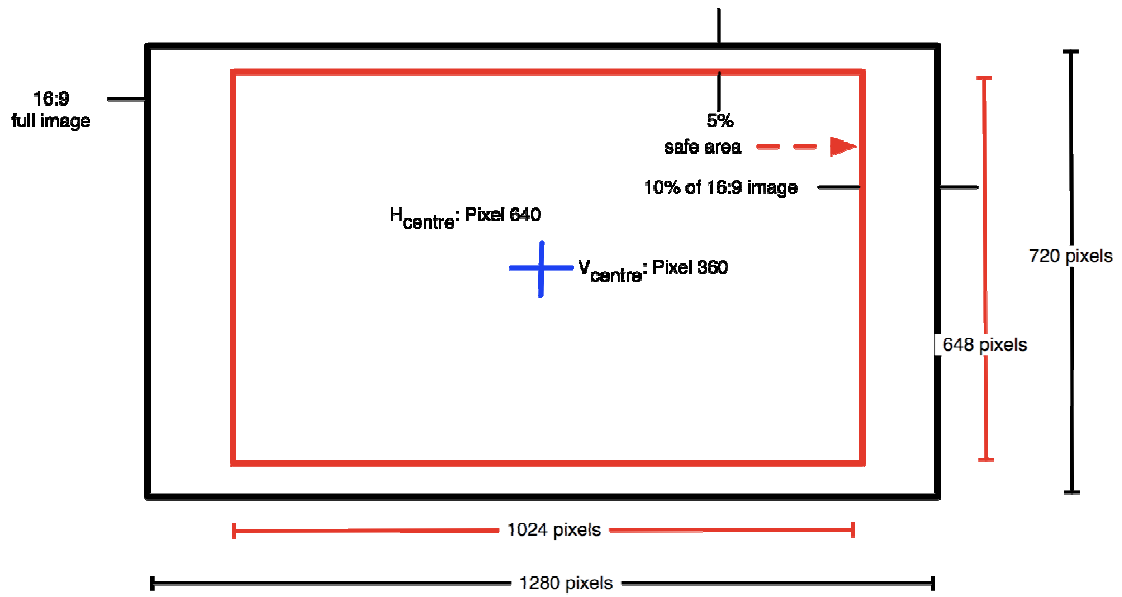 16:9
full image
5%
safe area
10% of 16:9 image
Hcentre: Pixel 640
Vcentre: Pixel 360
720 pixels
648 pixels
1024 pixels
1280 pixels